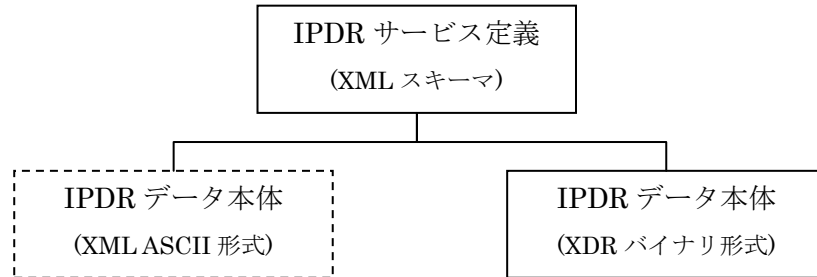 IPDR サービス定義
(XML スキーマ)
IPDR データ本体
(XML ASCII 形式)
IPDR データ本体
(XDR バイナリ形式)